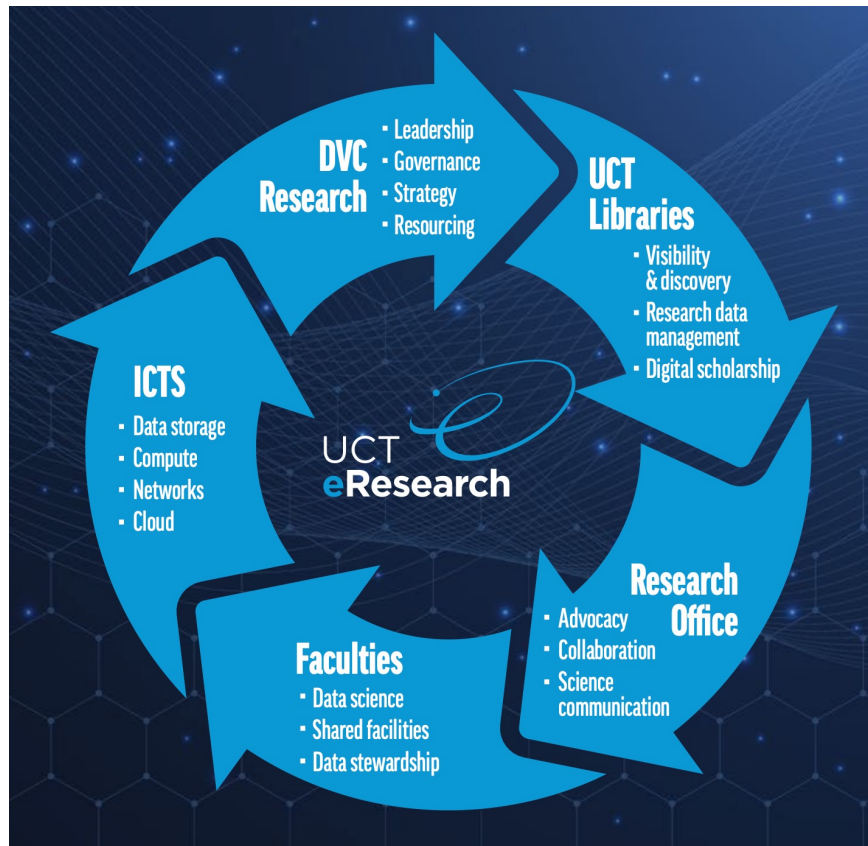 DVC
Research
▪ Leadership
▪ Governance
▪ Strategy
▪ Resourcing
UCT
Libraries
▪ Visibility
& discovery
▪ Research data
management
▪ Digital scholarship
Research
Office
▪ Advocacy
▪ Collaboration
▪ Science
communication
Faculties
▪ Data science
▪ Shared facilities
▪ Data stewardship
ICTS
▪ Data storage
▪ Compute
▪ Networks
▪ Cloud
UCT
eResearch